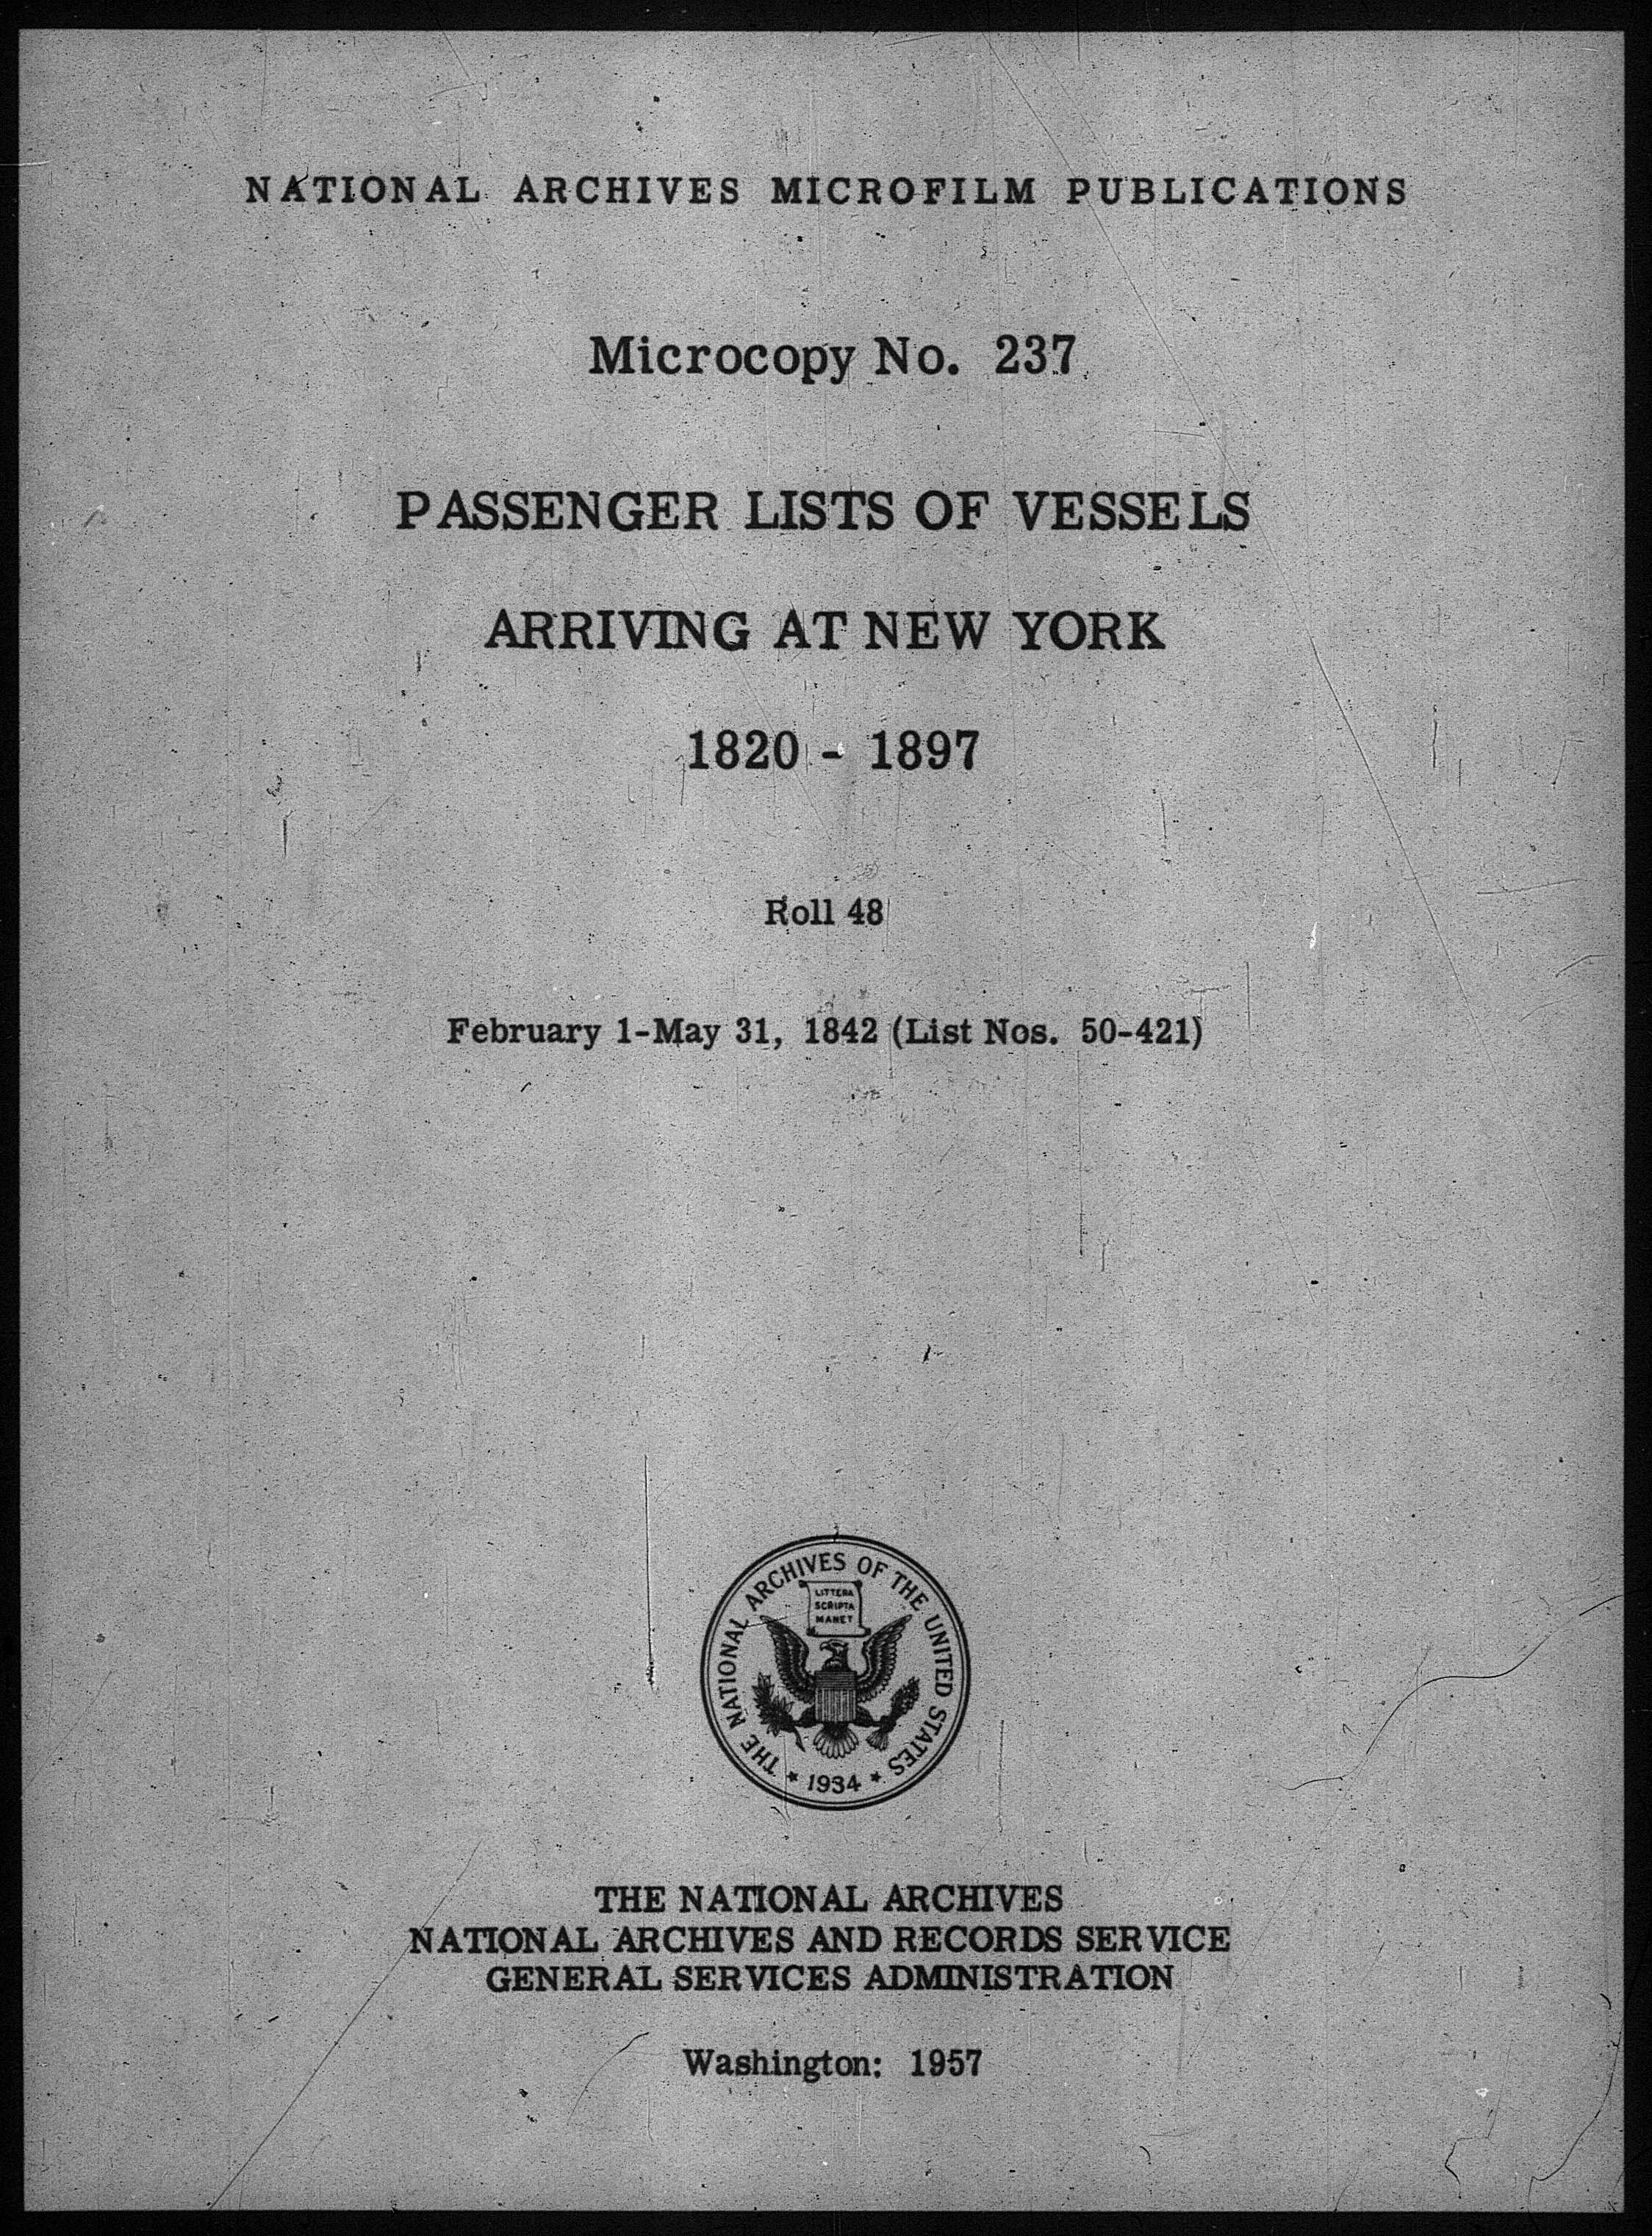 NATIONAL ARCHIVES MICROFILM PUBLICATIONS
Microcopy No. 237
PASSENGER LISTS OF VESSELS
ARRIVING AT NEW YORK
1820 - 1897
Roll 48
February 1-May 31, 1842 (List Nos. 50-421)
THE NATIONAL ARCHIVES OF THE UNITED STATES
LITTERA
SCRIPTA
MANET
★ 1934 ★
THE NATIONAL ARCHIVES
NATIONAL ARCHIVES AND RECORDS SERVICE
GENERAL SERVICES ADMINISTRATION
Washington: 1957